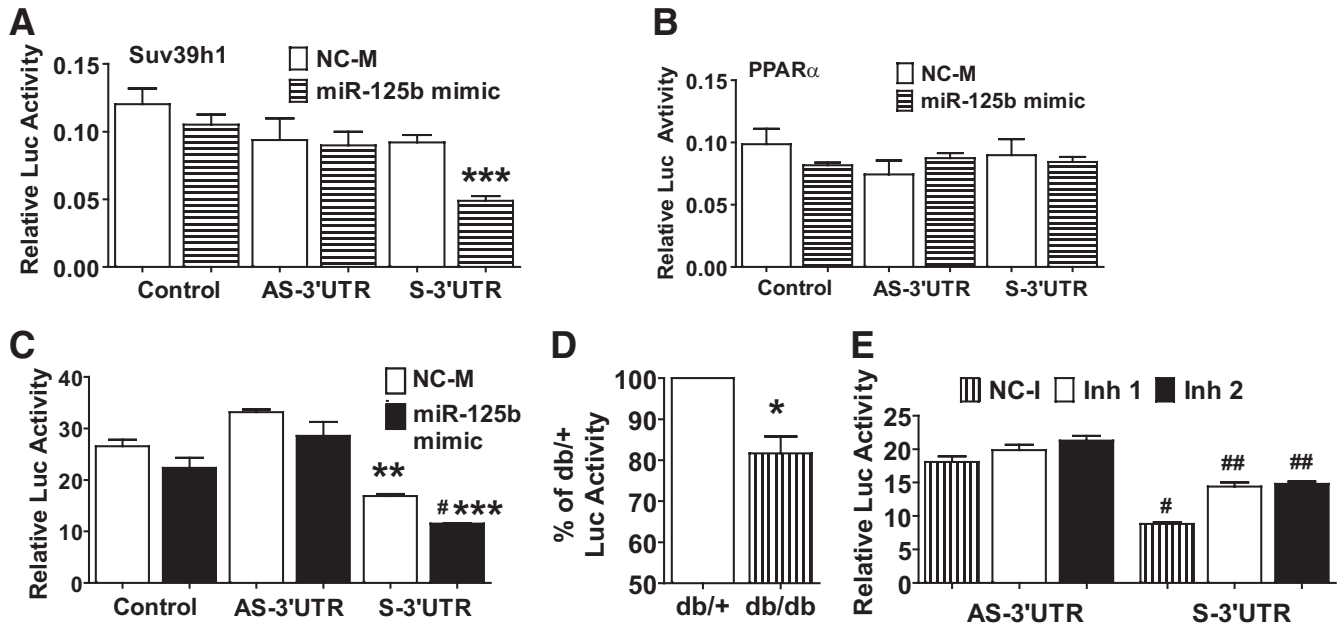 A
Suv39h1
NC-M
miR-125b mimic
Relative Luc Activity
0.15
0.10
0.05
0.00
***
Control
AS-3'UTR
S-3'UTR
B
PPARα
NC-M
miR-125b mimic
Relative Luc Avtivity
0.15
0.10
0.05
0.00
Control
AS-3'UTR
S-3'UTR
C
NC-M
miR-125b
mimic
Relative Luc Activity
40
30
20
10
0
**
#***
Control
AS-3'UTR
S-3'UTR
D
% of db/+
Luc Activity
100
90
80
70
60
50
*
db/+
db/db
E
NC-I
Inh 1
Inh 2
Relative Luc Activity
25
20
15
10
5
0
#
##
##
AS-3'UTR
S-3'UTR